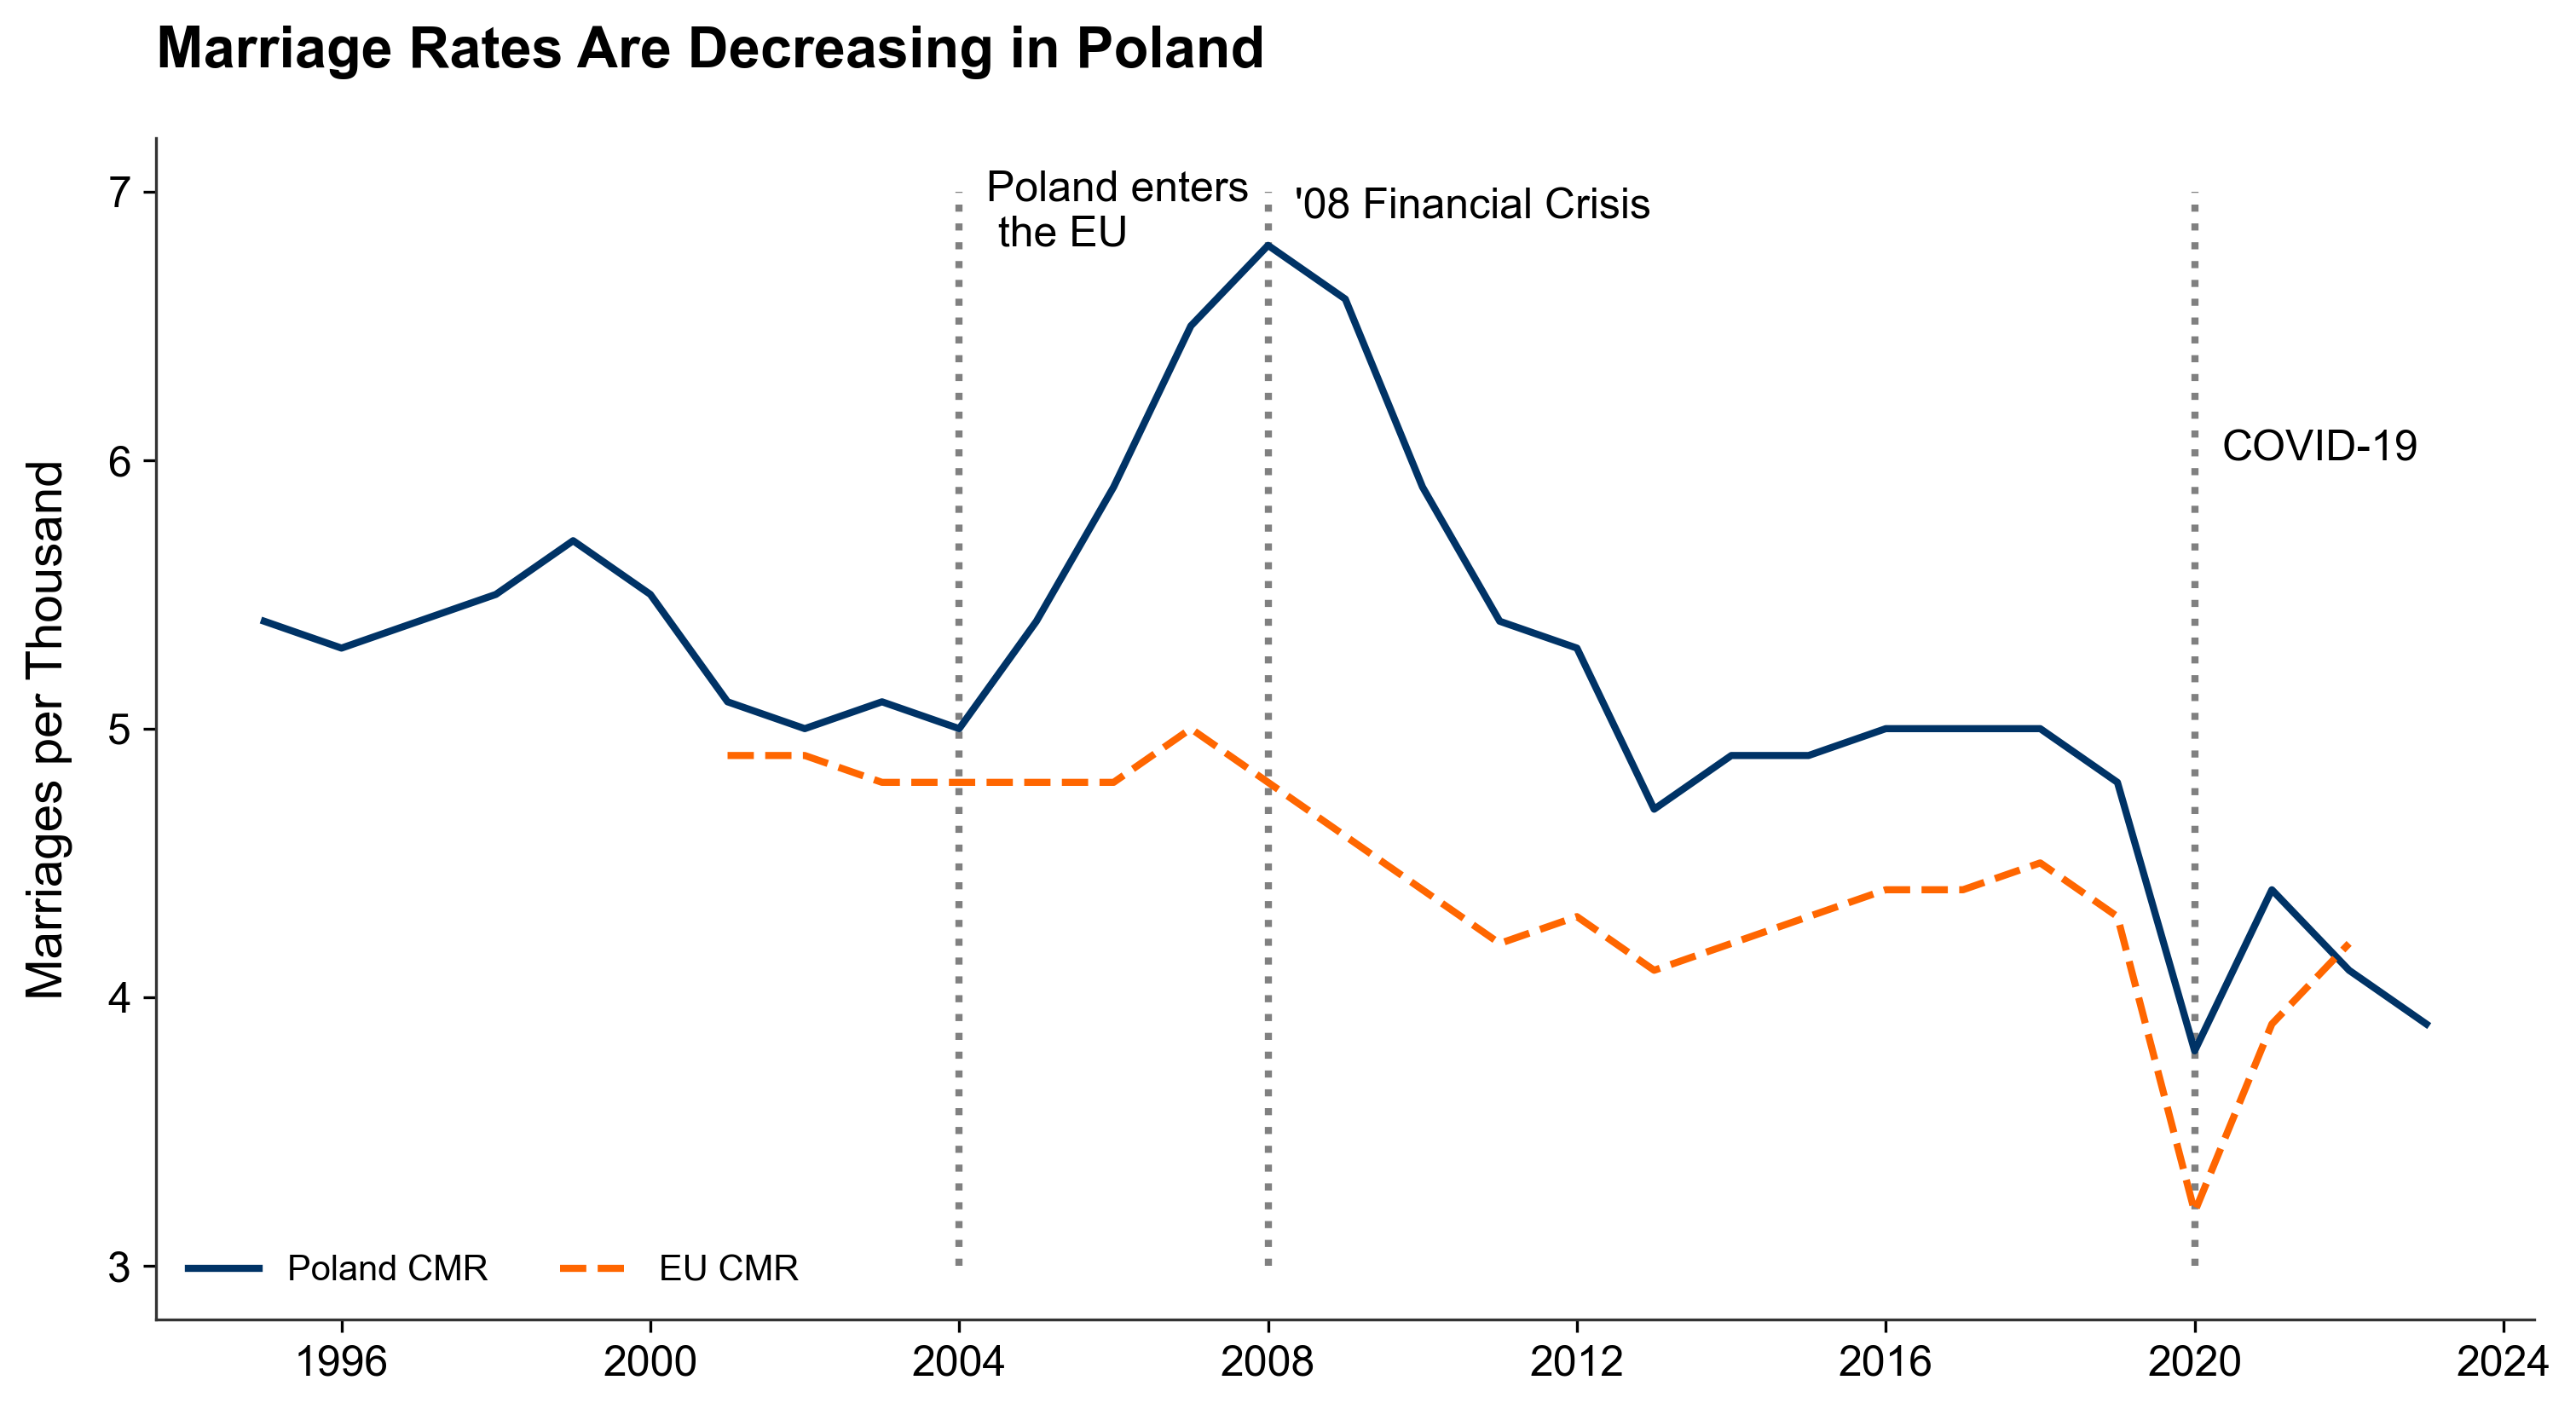 Marriage Rates Are Decreasing in Poland
Marriages per Thousand
7
6
5
4
3
Poland enters
the EU
'08 Financial Crisis
COVID-19
Poland CMR
EU CMR
1996
2000
2004
2008
2012
2016
2020
2024